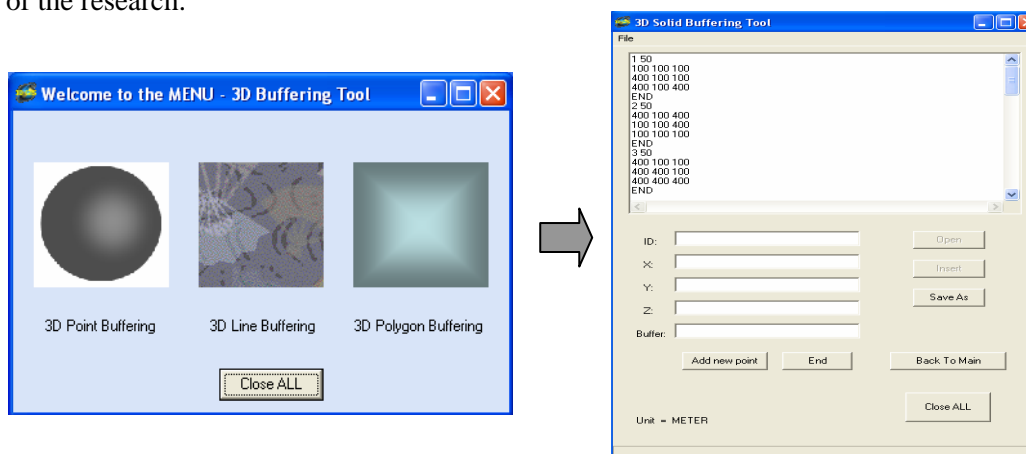 of the research.
Welcome to the MENU - 3D Buffering Tool
3D Point Buffering
3D Line Buffering
3D Polygon Buffering
Close ALL
3D Solid Buffering Tool
File
1 50
100 100 100
400 100 100
400 100 400
END
2 50
400 100 400
100 100 400
100 100 100
END
3 50
400 100 100
400 400 100
400 400 400
END
ID:
Open
X:
Insert
Y:
Save As
Z:
Buffer:
Add new point
End
Back To Main
Close ALL
Unit = METER